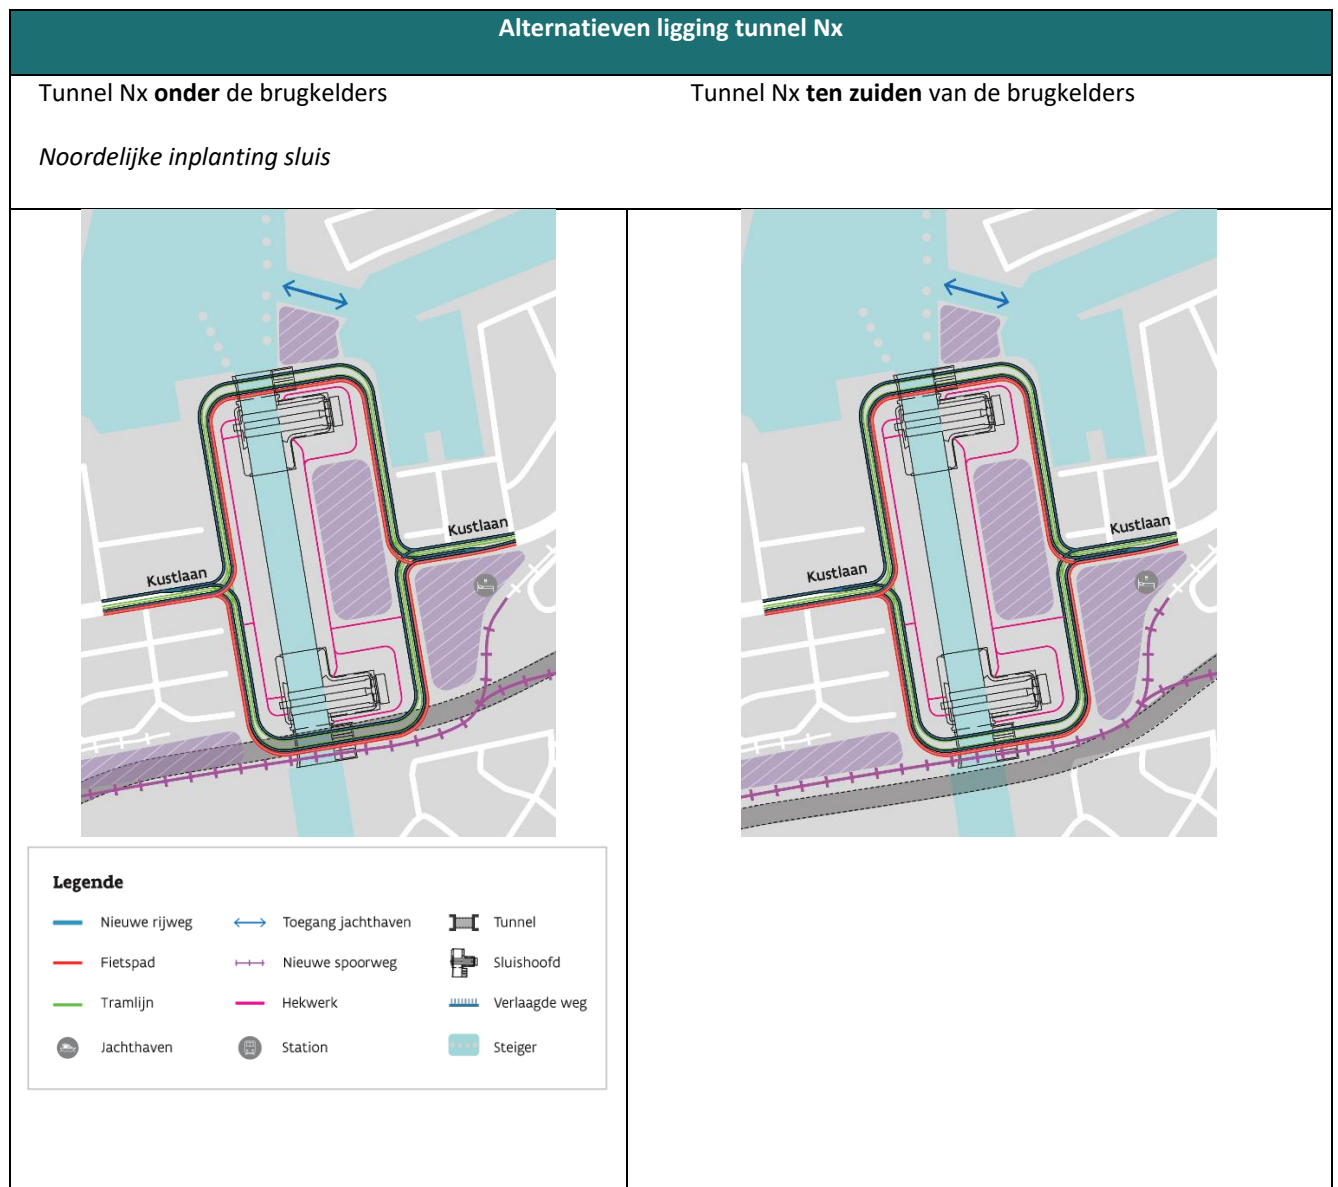 Alternatieven ligging tunnel Nx
Tunnel Nx onder de brugkelders
Tunnel Nx ten zuiden van de brugkelders
Noordelijke inplanting sluis
Kustlaan
Kustlaan
Kustlaan
Kustlaan
Legende
Nieuwe rijweg
Toegang jachthaven
Tunnel
Fietspad
Nieuwe spoorweg
Sluishoofd
Tramlijn
Hekwerk
Verlaagde weg
Jachthaven
Station
Steiger